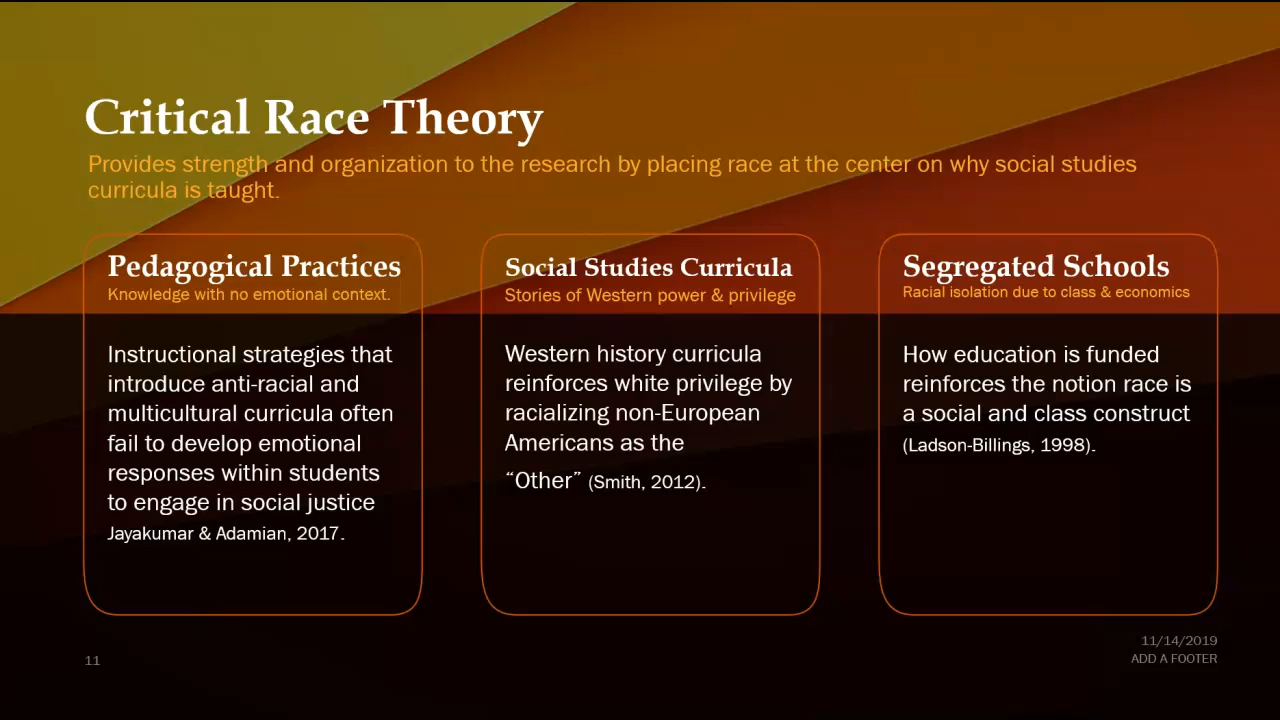 Critical Race Theory
Provides strength and organization to the research by placing race at the center on why social studies
curricula is taught.
Pedagogical Practices
Knowledge with no emotional context.
Instructional strategies that
introduce anti-racial and
multicultural curricula often
fail to develop emotional
responses within students
to engage in social justice
Jayakumar & Adamian, 2017.
Social Studies Curricula
Stories of Western power & privilege
Western history curricula
reinforces white privilege by
racializing non-European
Americans as the
“Other” (Smith, 2012).
Segregated Schools
Racial isolation due to class & economics
How education is funded
reinforces the notion race is
a social and class construct
(Ladson-Billings, 1998).
11/14/2019
11
ADD A FOOTER